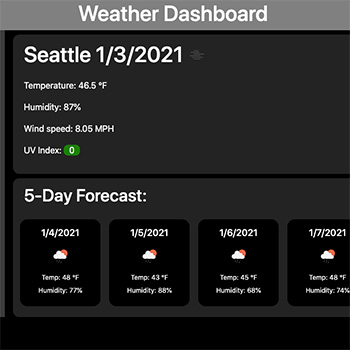 Weather Dashboard
Seattle 1/3/2021
Temperature: 46.5 °F
Humidity: 87%
Wind speed: 8.05 MPH
UV Index: 0
5-Day Forecast:
1/4/2021 1/5/2021 1/6/2021 1/7/2021
Temp: 48 °F Temp: 43 °F Temp: 45 °F Temp: 48 °F
Humidity: 77% Humidity: 88% Humidity: 68% Humidity: 74%